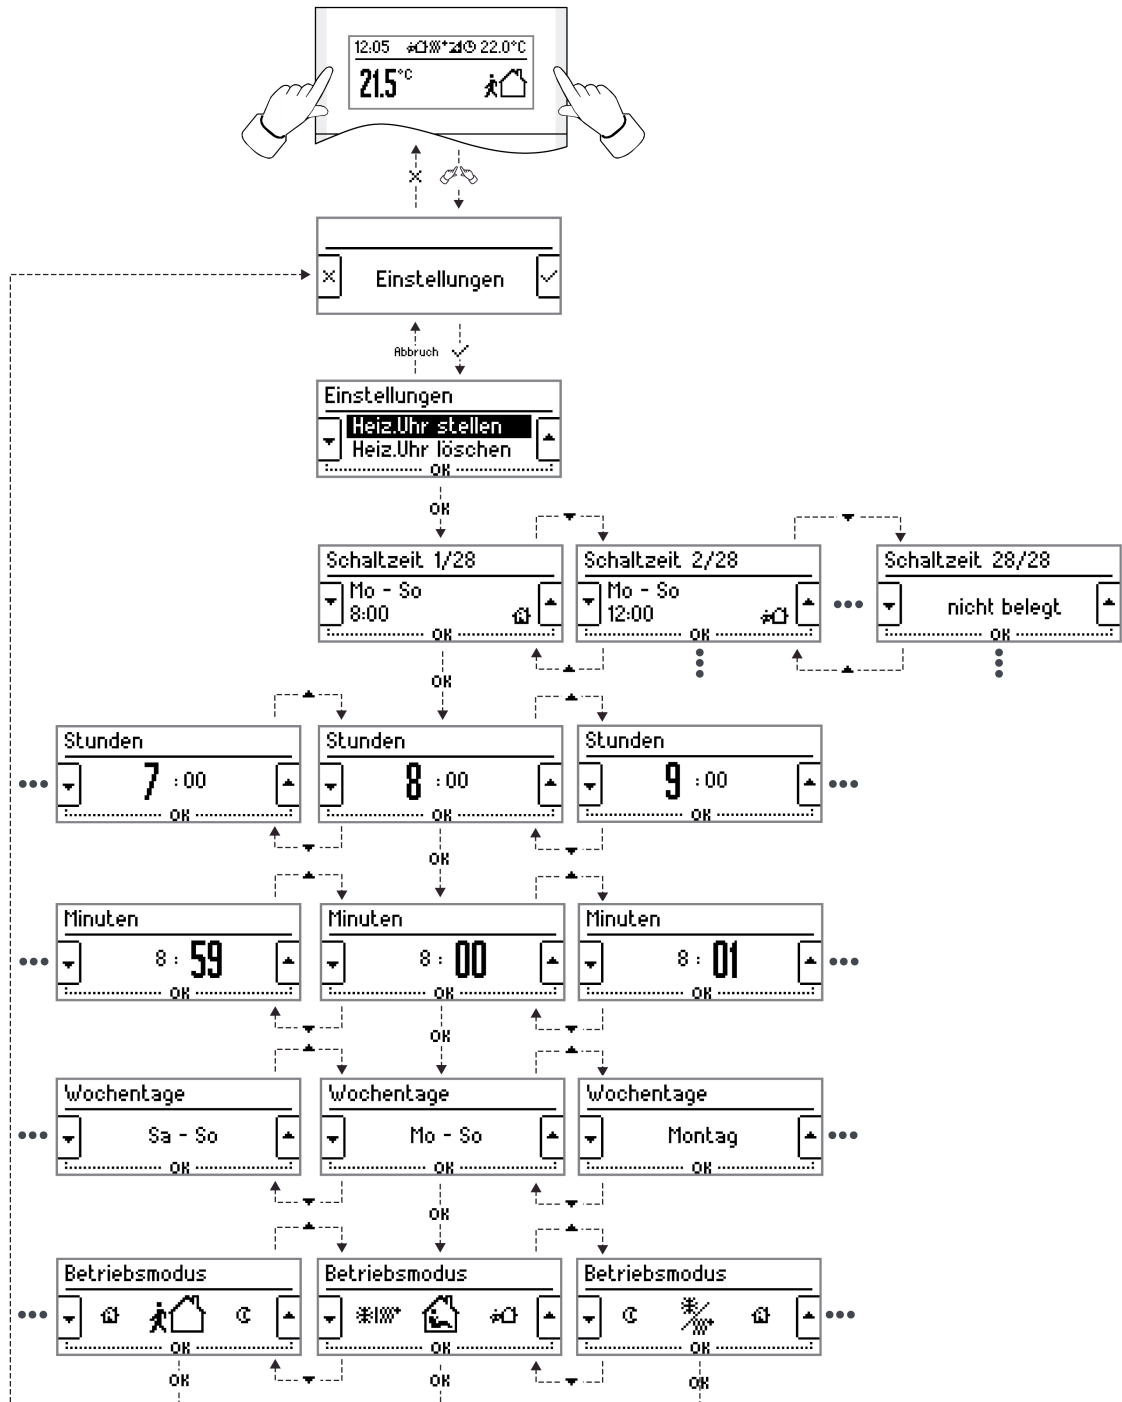 12:05 22.0°C
21.5°C
Einstellungen
Abbruch
Einstellungen
Heiz.Uhr stellen
Heiz.Uhr löschen
OK
OK
Schaltzeit 1/28
Mo - So
8:00
OK
Schaltzeit 2/28
Mo - So
12:00
OK
Schaltzeit 28/28
nicht belegt
OK
OK
Stunden
7 :00
OK
Stunden
8 :00
OK
Stunden
9 :00
OK
OK
Minuten
8: 59
OK
Minuten
8: 00
OK
Minuten
8: 01
OK
OK
Wochentage
Sa - So
OK
Wochentage
Mo - So
OK
Wochentage
Montag
OK
OK
Betriebsmodus
OK
Betriebsmodus
OK
Betriebsmodus
OK
OK
OK
OK